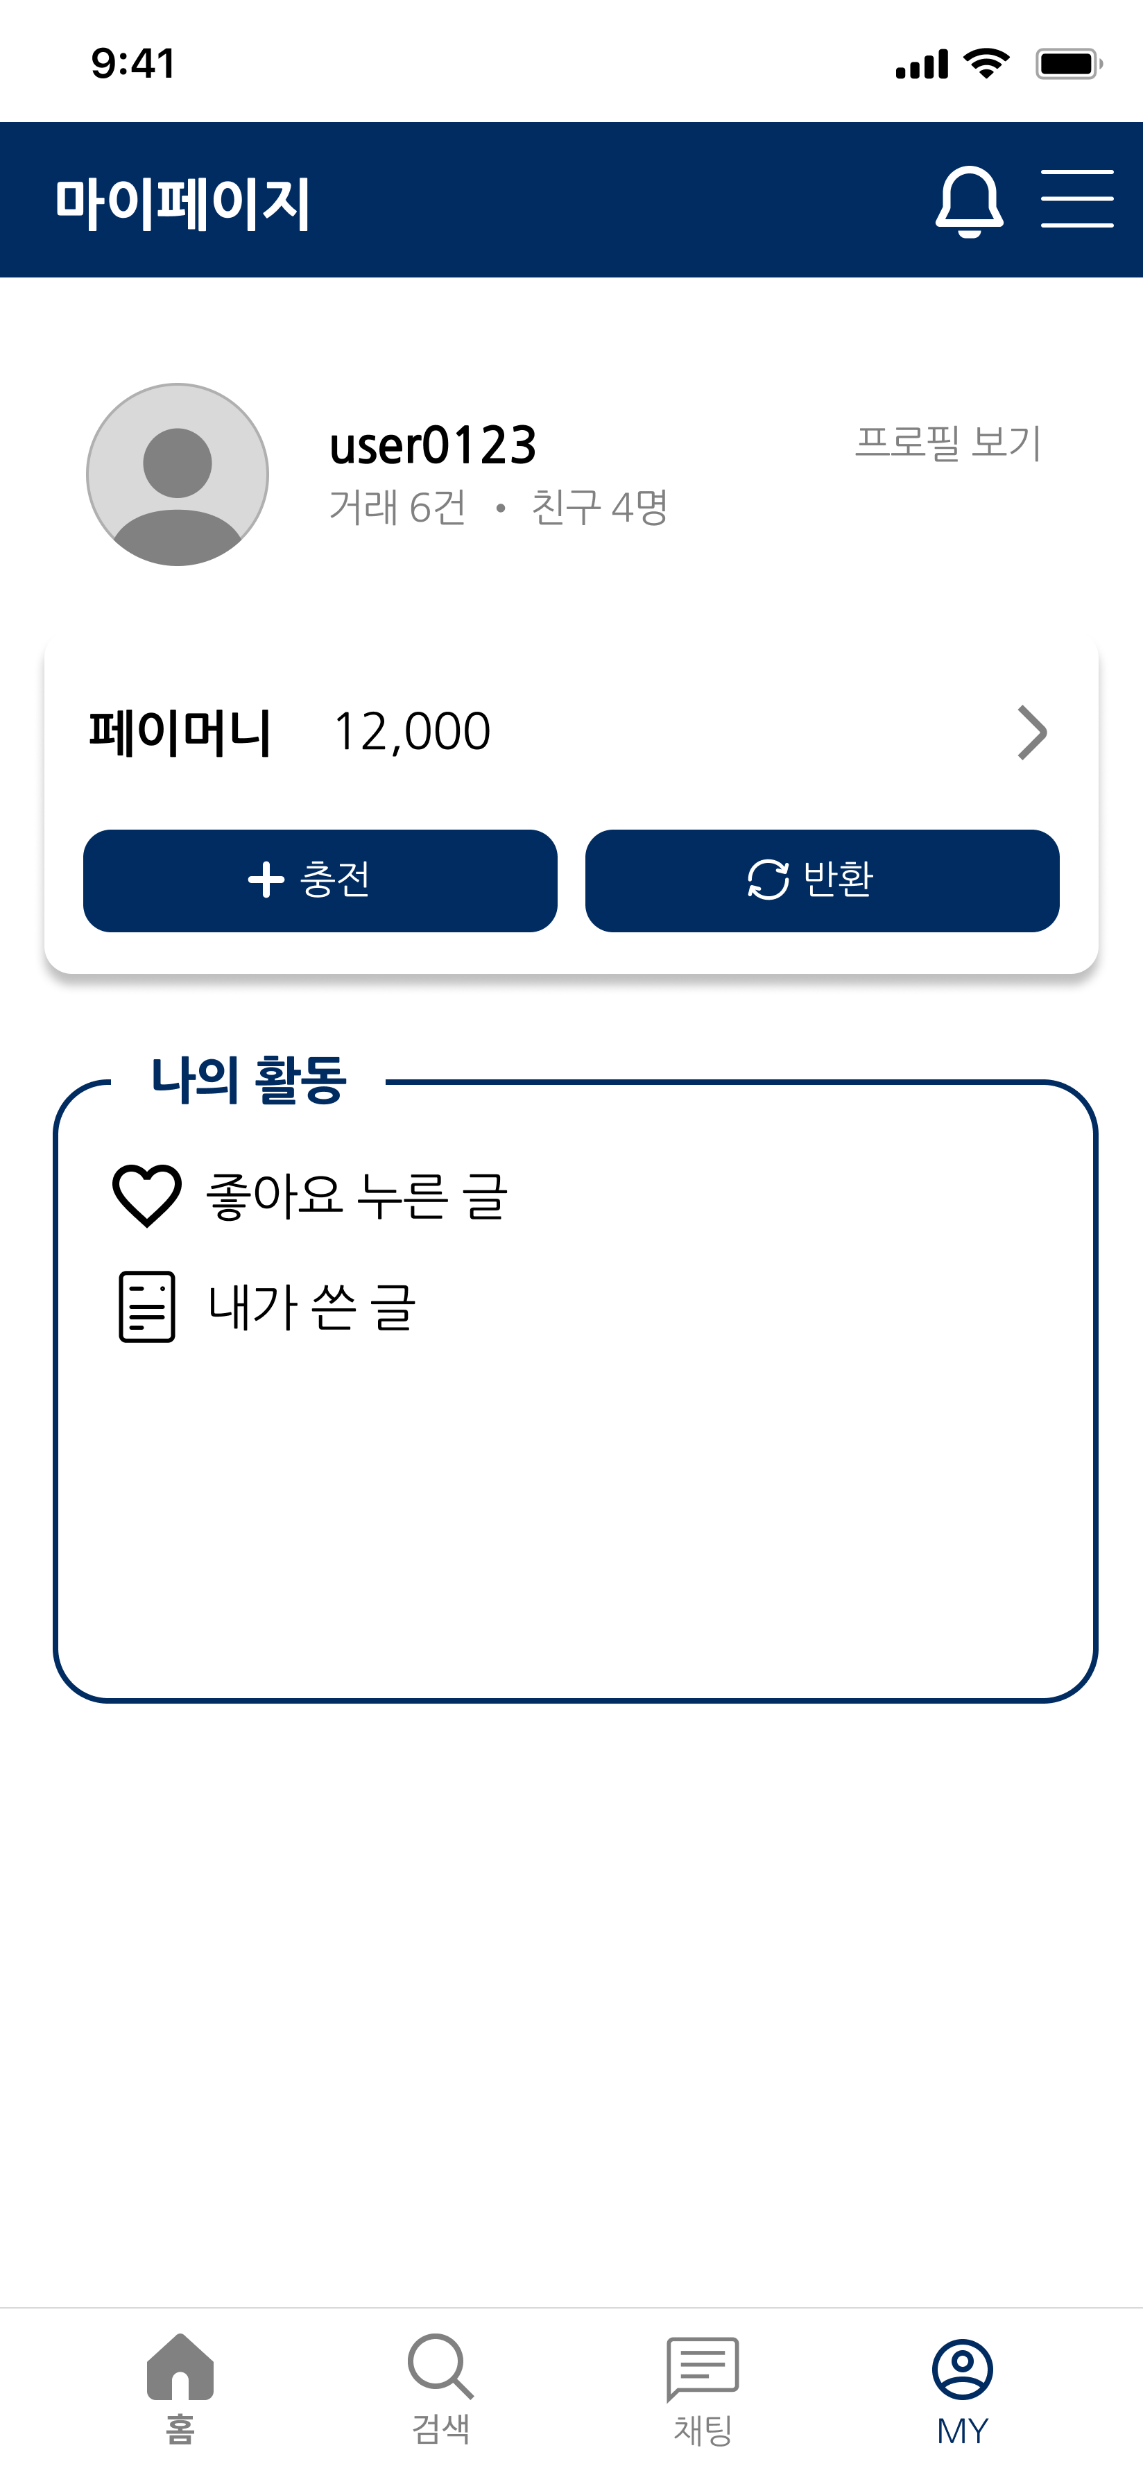 9:41
마이페이지
user0123
프로필 보기
거래 6건 • 친구 4명
페이머니 12,000
충전
반환
나의 활동
좋아요 누른 글
내가 쓴 글
홈
검색
채팅
MY